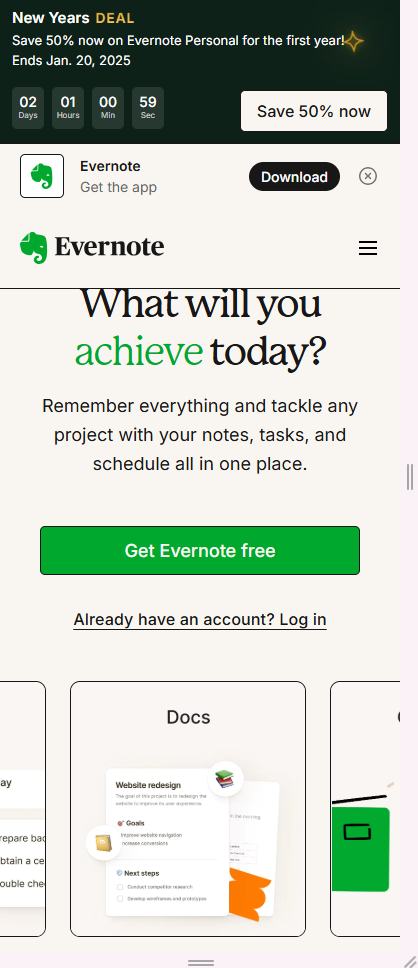 New Years DEAL
Save 50% now on Evernote Personal for the first year!
Ends Jan. 20, 2025
02 01 00 59
Days Hours Min Sec
Save 50% now
Evernote
Get the app
Download
Evernote
What will you
achieve today?
Remember everything and tackle any
project with your notes, tasks, and
schedule all in one place.
Get Evernote free
Already have an account? Log in
Docs
Website redesign
The goal of this project is to redesign the
website to improve its user experience.
Goals
Improve website navigation
Increase conversions
Next steps
Conduct competitor research
Develop wireframes and prototypes
the morning
ay
repare bac
btain a ce
ouble che